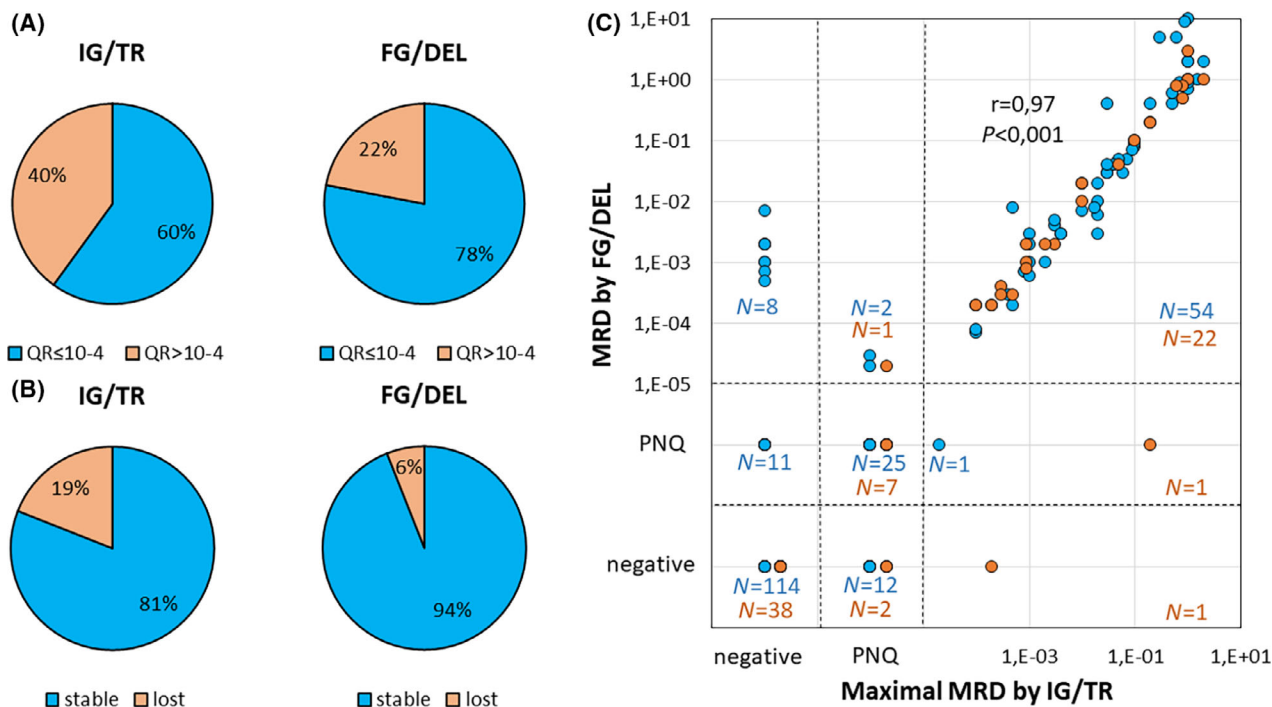 (A)
IG/TR
FG/DEL
40%
60%
22%
78%
QR≤10-4 QR>10-4
QR≤10-4 QR>10-4
(B)
IG/TR
FG/DEL
19%
81%
6%
94%
stable lost
stable lost
(C)
MRD by FG/DEL
1,E+01
1,E+00
1,E-01
1,E-02
1,E-03
1,E-04
1,E-05
PNQ
negative
r=0,97
P<0,001
N=8
N=2
N=1
N=54
N=22
N=11
N=25
N=7
N=1
N=1
N=114
N=38
N=12
N=2
N=1
negative PNQ 1,E-03 1,E-01 1,E+01
Maximal MRD by IG/TR